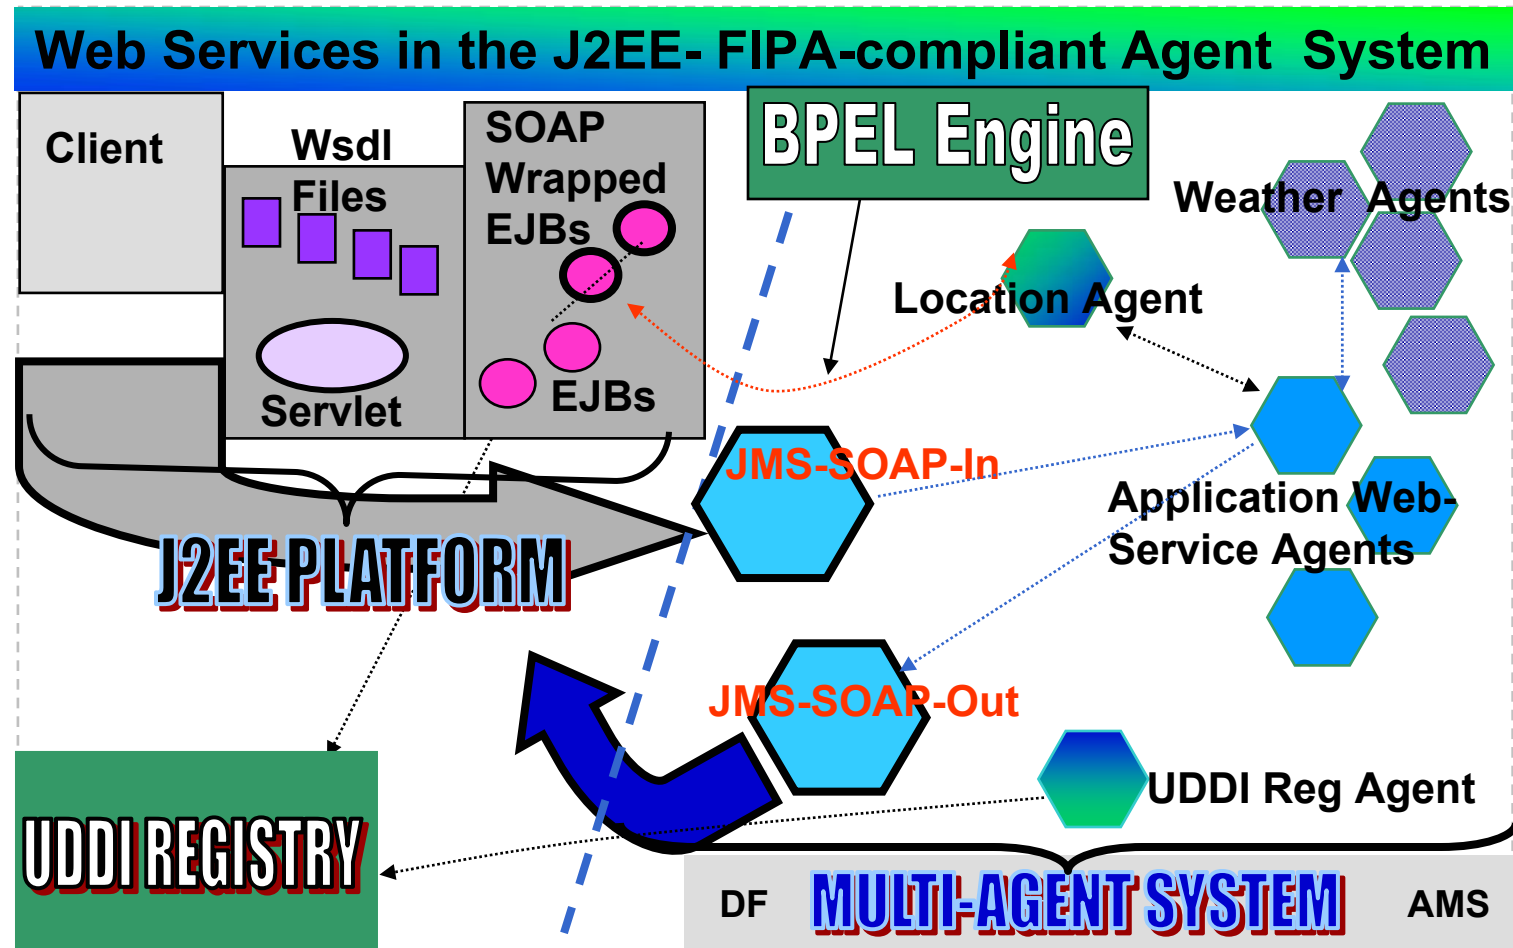 Web Services in the J2EE- FIPA-compliant Agent System
Client
Wsdl
Files
Servlet
SOAP
Wrapped
EJBs
EJBs
BPEL Engine
Weather Agents
Location Agent
JMS-SOAP-In
Application Web-
Service Agents
J2EE PLATFORM
JMS-SOAP-Out
UDDI Reg Agent
UDDI REGISTRY
DF
MULTI-AGENT SYSTEM
AMS